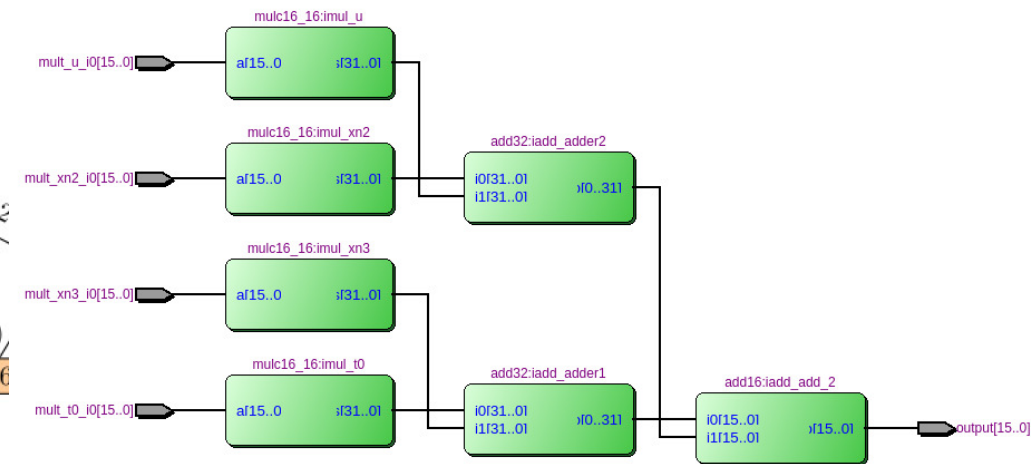 mulc16_16:imul_u
mult_u_i0[15..0]
a[15..0
s[31..0]
mulc16_16:imul_xn2
mult_xn2_i0[15..0]
a[15..0
s[31..0]
add32:iadd_adder2
i0[31..0]
i1[31..0]
o[0..31]
mulc16_16:imul_xn3
mult_xn3_i0[15..0]
a[15..0
s[31..0]
mulc16_16:imul_t0
mult_t0_i0[15..0]
a[15..0
s[31..0]
add32:iadd_adder1
i0[31..0]
i1[31..0]
o[0..31]
add16:iadd_add_2
i0[15..0]
i1[15..0]
o[15..0]
output[15..0]
2
6